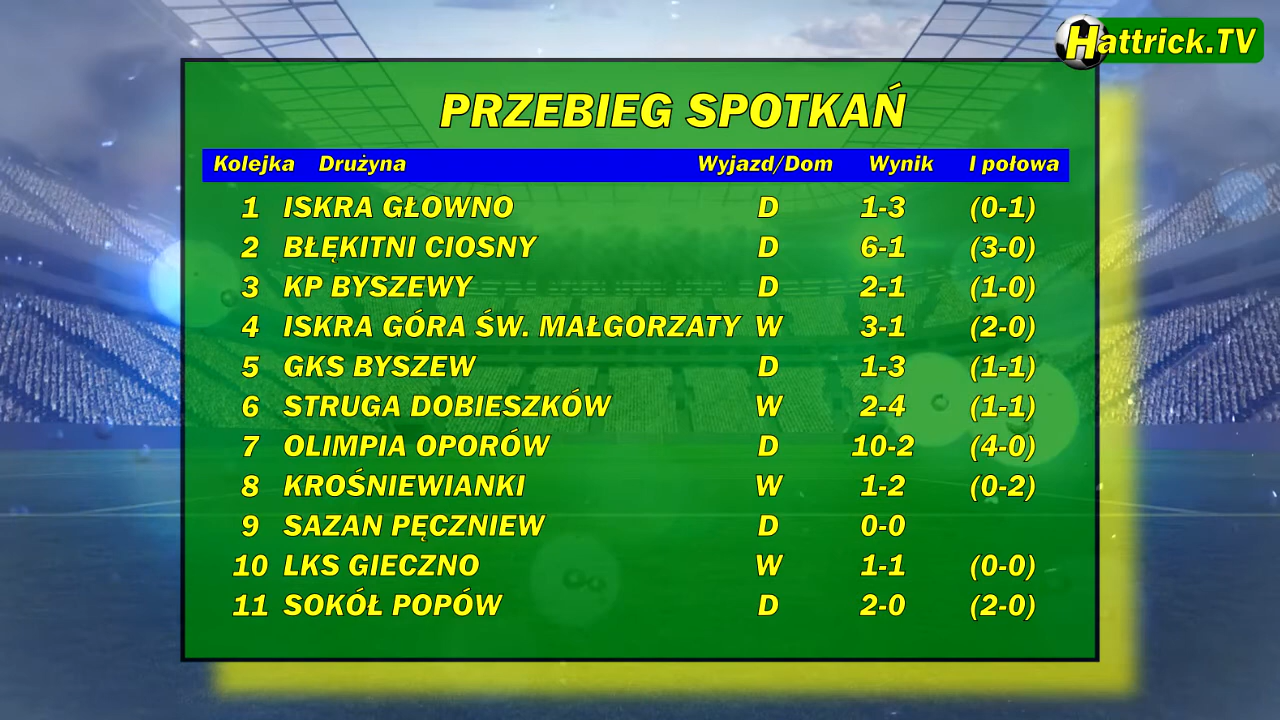 Hattrick.TV
PRZEBIEG SPOTKAŃ
Kolejka Drużyna Wyjazd/Dom Wynik I połowa
1 ISKRA GŁOWNO D 1-3 (0-1)
2 BŁĘKITNI CIOSNY D 6-1 (3-0)
3 KP BYSZEWY D 2-1 (1-0)
4 ISKRA GÓRA ŚW. MAŁGORZATY W 3-1 (2-0)
5 GKS BYSZEW D 1-3 (1-1)
6 STRUGA DOBIESZKÓW W 2-4 (1-1)
7 OLIMPIA OPORÓW D 10-2 (4-0)
8 KROŚNIEWIANKI W 1-2 (0-2)
9 SAZAN PĘCZNIEW D 0-0
10 LKS GIECZNO W 1-1 (0-0)
11 SOKÓŁ POPÓW D 2-0 (2-0)